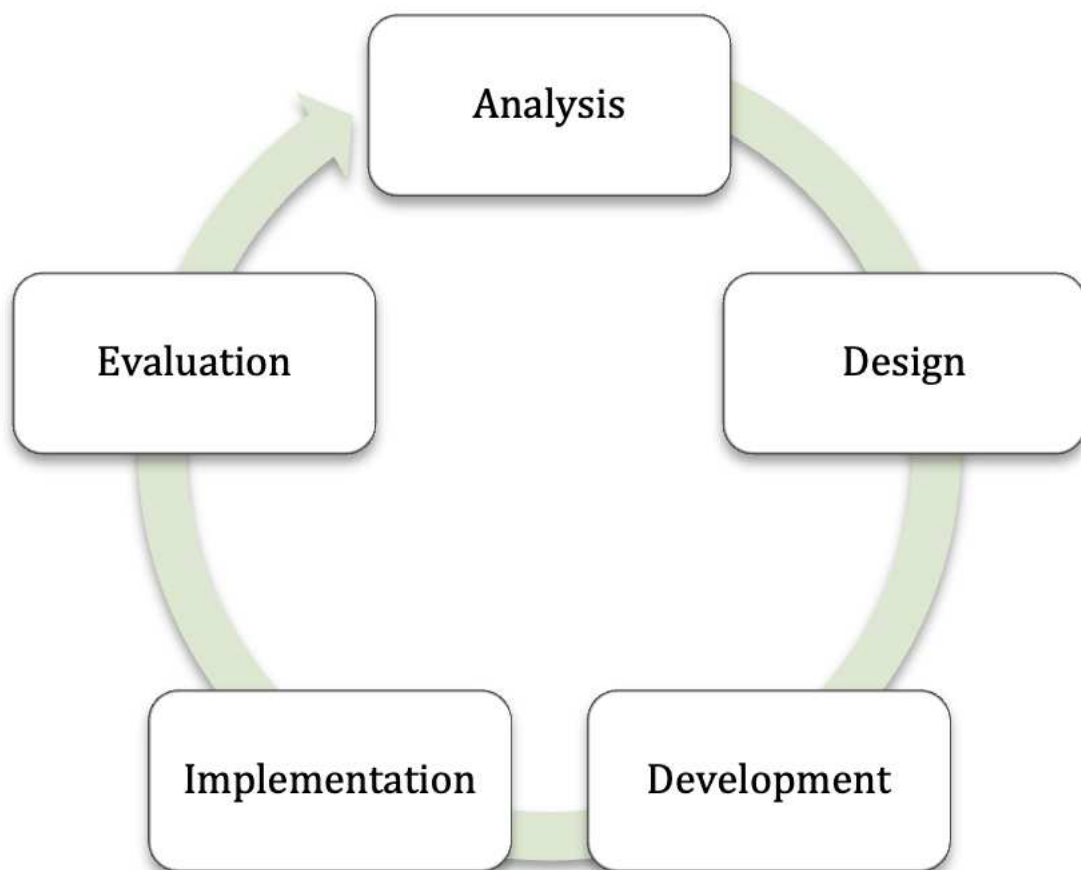 Analysis
Design
Development
Implementation
Evaluation